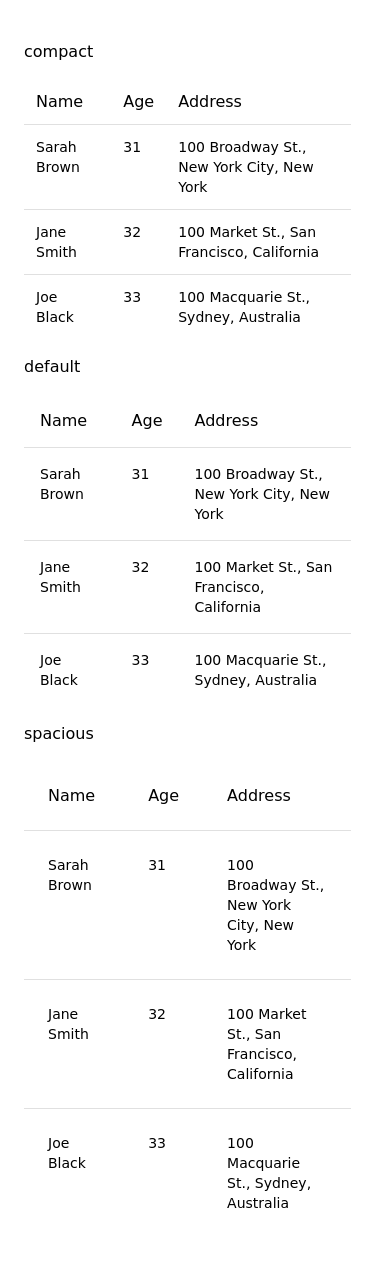 compact
Name Age Address
Sarah Brown 31 100 Broadway St., New York City, New York
Jane Smith 32 100 Market St., San Francisco, California
Joe Black 33 100 Macquarie St., Sydney, Australia
default
Name Age Address
Sarah Brown 31 100 Broadway St., New York City, New York
Jane Smith 32 100 Market St., San Francisco, California
Joe Black 33 100 Macquarie St., Sydney, Australia
spacious
Name Age Address
Sarah Brown 31 100 Broadway St., New York City, New York
Jane Smith 32 100 Market St., San Francisco, California
Joe Black 33 100 Macquarie St., Sydney, Australia